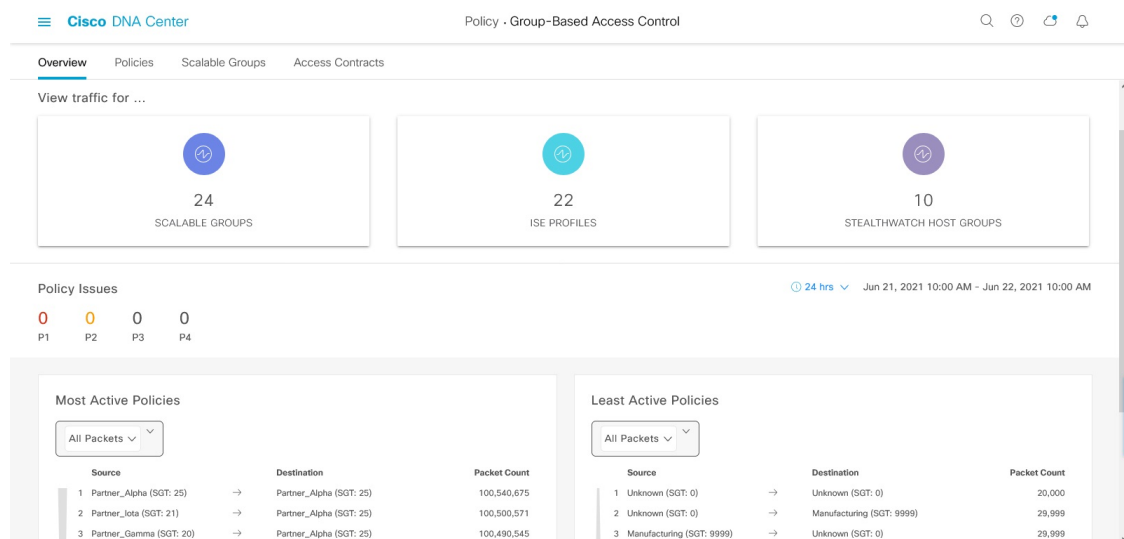 Cisco DNA Center
Policy · Group-Based Access Control
Overview Policies Scalable Groups Access Contracts
View traffic for ...
24
SCALABLE GROUPS
22
ISE PROFILES
10
STEALTHWATCH HOST GROUPS
Policy Issues
24 hrs Jun 21, 2021 10:00 AM - Jun 22, 2021 10:00 AM
0 0 0 0
P1 P2 P3 P4
Most Active Policies
All Packets
Source Destination Packet Count
1 Partner_Alpha (SGT: 25) → Partner_Alpha (SGT: 25) 100,540,675
2 Partner_Iota (SGT: 21) → Partner_Alpha (SGT: 25) 100,500,571
3 Partner_Gamma (SGT: 20) → Partner_Alpha (SGT: 25) 100,490,545
Least Active Policies
All Packets
Source Destination Packet Count
1 Unknown (SGT: 0) → Unknown (SGT: 0) 20,000
2 Unknown (SGT: 0) → Manufacturing (SGT: 9999) 29,999
3 Manufacturing (SGT: 9999) → Unknown (SGT: 0) 29,999